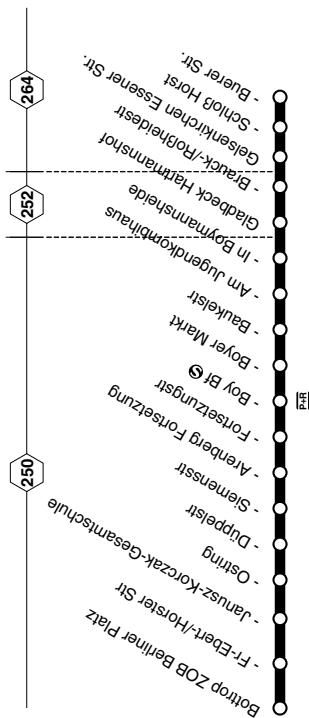 250
252
264
Bottrop ZOB Berliner Platz
- Fr-Ebert-/Horster Str
- Janusz-Korczak-Gesamtschule
- Ostring
- Düppelstr
- Siemensstr
Arenberg Fortsetzung
- Fortsetzungstr
- Boy Bf S
- Boyer Markt
- Baukelstr
- Am Jugendkombihaus
- In Boymannsheide
Gladbeck Hartmannshof
- Brauck-/Roßheidestr
Gelsenkirchen Essener Str.
- Schloß Horst
- Buerer Str.
P+R